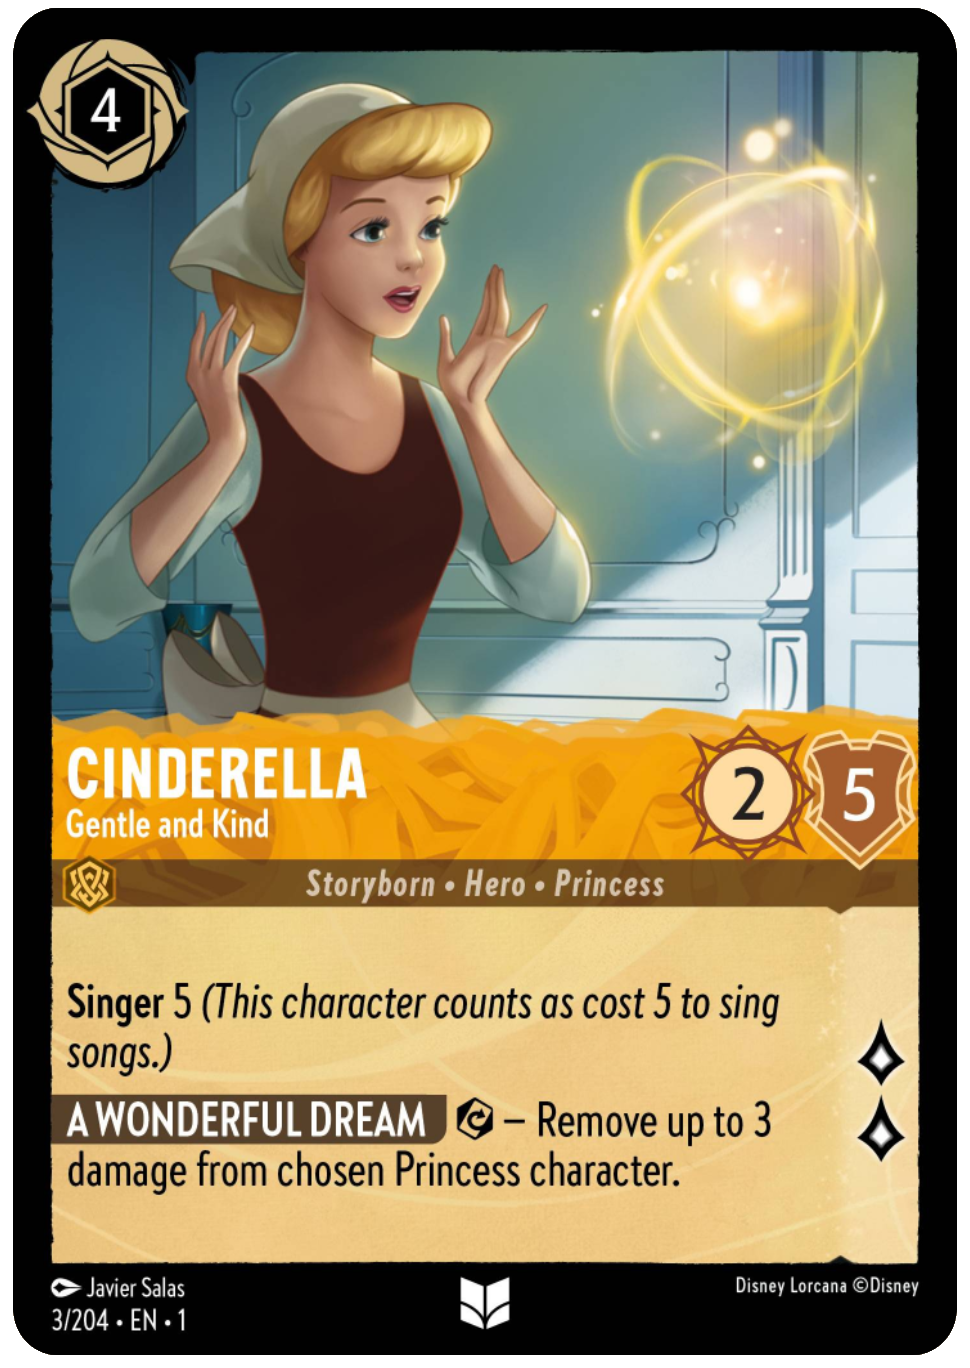 4
CINDERELLA
Gentle and Kind
2
5
Storyborn • Hero • Princess
Singer 5 (This character counts as cost 5 to sing
songs.)
A WONDERFUL DREAM – Remove up to 3
damage from chosen Princess character.
Javier Salas
3/204 • EN • 1
Disney Lorcana ©Disney